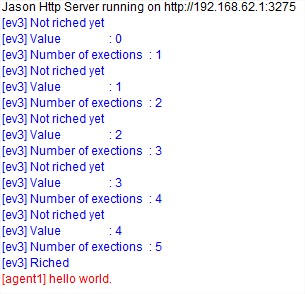 Jason Http Server running on http://192.168.62.1:3275
[ev3] Not riched yet
[ev3] Value : 0
[ev3] Number of exections : 1
[ev3] Not riched yet
[ev3] Value : 1
[ev3] Number of exections : 2
[ev3] Not riched yet
[ev3] Value : 2
[ev3] Number of exections : 3
[ev3] Not riched yet
[ev3] Value : 3
[ev3] Number of exections : 4
[ev3] Not riched yet
[ev3] Value : 4
[ev3] Number of exections : 5
[ev3] Riched
[agent1] hello world.